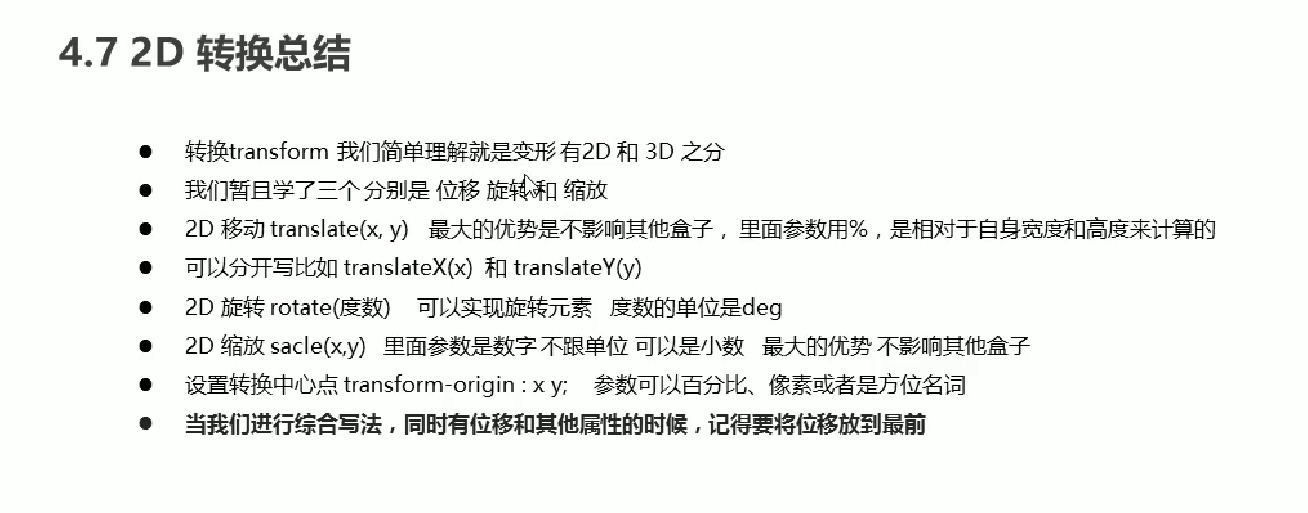 4.7 2D 转换总结
● 转换transform 我们简单理解就是变形 有2D 和 3D 之分
● 我们暂且学了三个 分别是 位移 旋转 和 缩放
● 2D 移动 translate(x, y) 最大的优势是不影响其他盒子，里面参数用%，是相对于自身宽度和高度来计算的
● 可以分开写比如 translateX(x) 和 translateY(y)
● 2D 旋转 rotate(度数) 可以实现旋转元素 度数的单位是deg
● 2D 缩放 sacle(x,y) 里面参数是数字 不跟单位 可以是小数 最大的优势 不影响其他盒子
● 设置转换中心点 transform-origin : x y; 参数可以百分比、像素或者是方位名词
● 当我们进行综合写法，同时有位移和其他属性的时候，记得要将位移放到最前